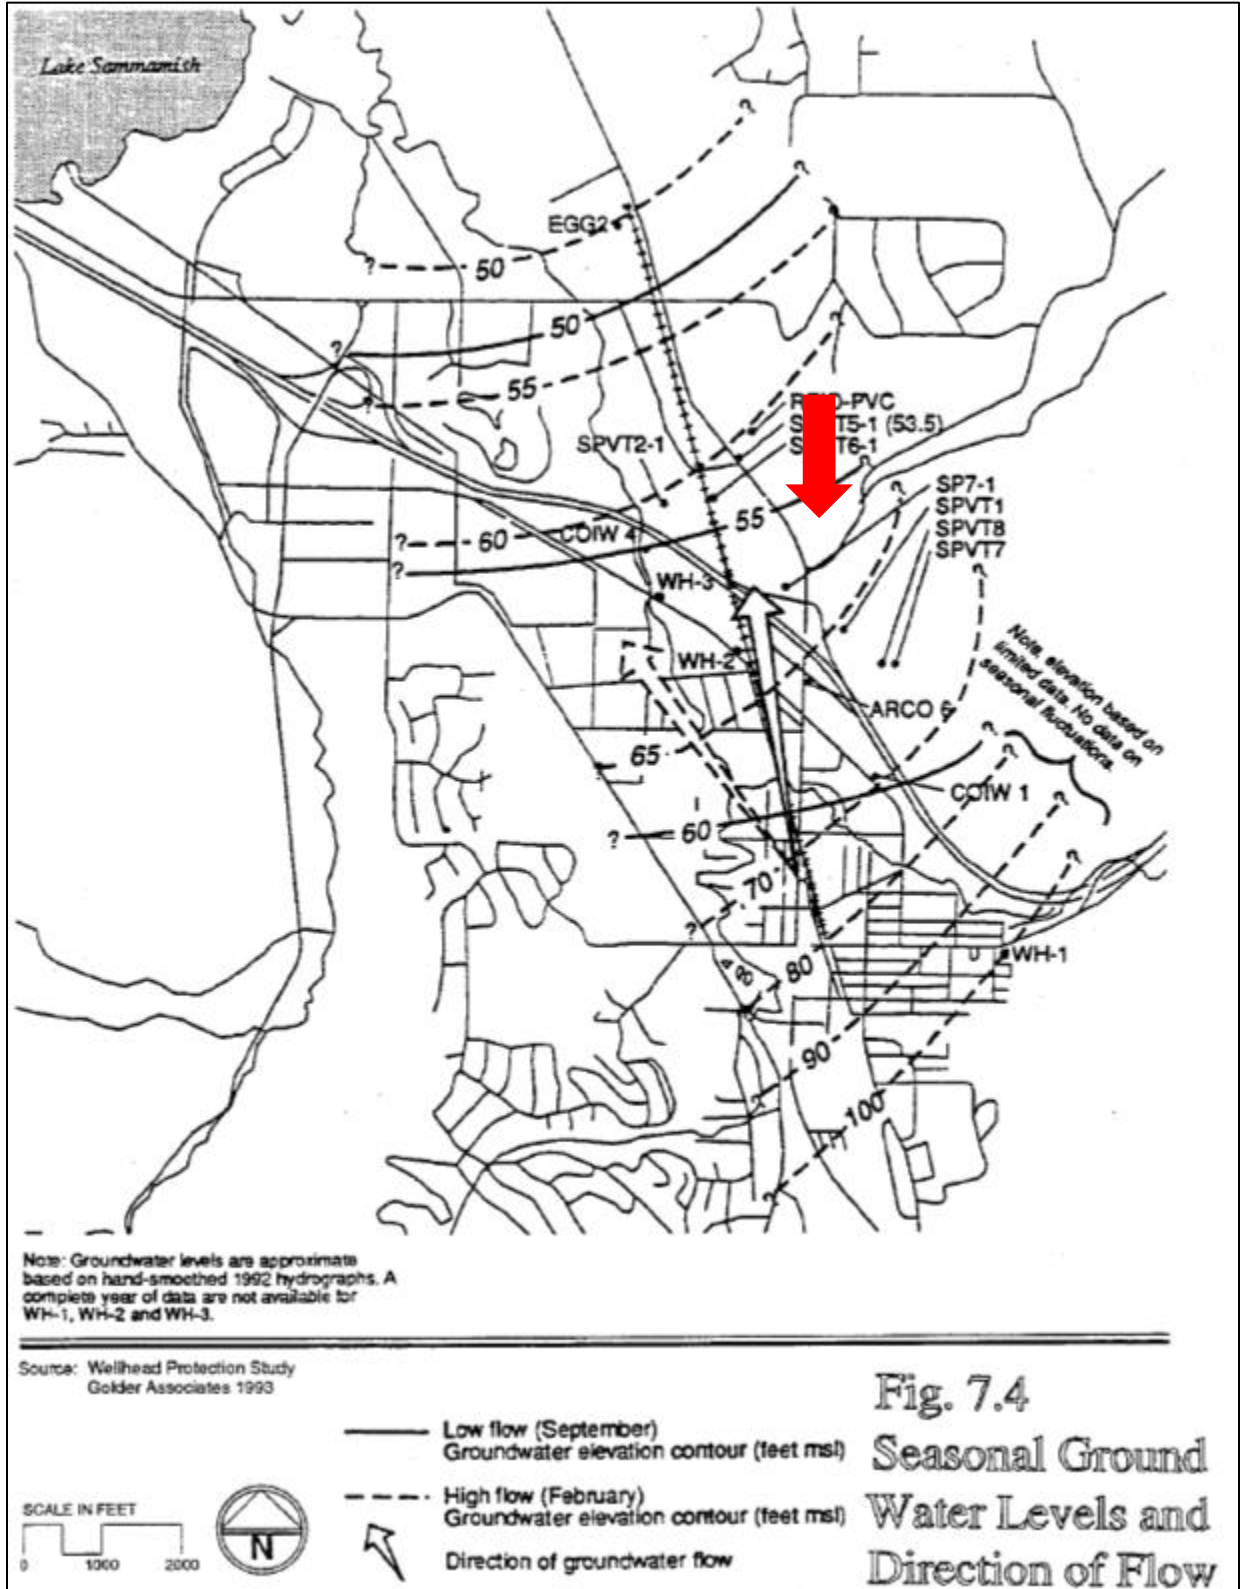 Lake Sammamish
?
?
EGG2
? 50
50
?
55
?
REID-PVC
SPVT5-1 (53.5)
SPVT6-1
SPVT2-1
?
SP7-1
SPVT1
SPVT8
SPVT7
55
? 60
COIW 4
?
?
WH-3
WH-2
Note, elevation based on
limited data. No data on
seasonal fluctuations.
ARCO 6
65
?
?
COIW 1
?
? 60
?
70
?
WH-1
80
90
?
100
?
Note: Groundwater levels are approximate
based on hand-smoothed 1992 hydrographs. A
complete year of data are not available for
WH-1, WH-2 and WH-3.
Source: Wellhead Protection Study
Golder Associates 1993
Fig. 7.4
Seasonal Ground
Water Levels and
Direction of Flow
Low flow (September)
Groundwater elevation contour (feet msl)
High flow (February)
Groundwater elevation contour (feet msl)
Direction of groundwater flow
SCALE IN FEET
0 1000 2000
N